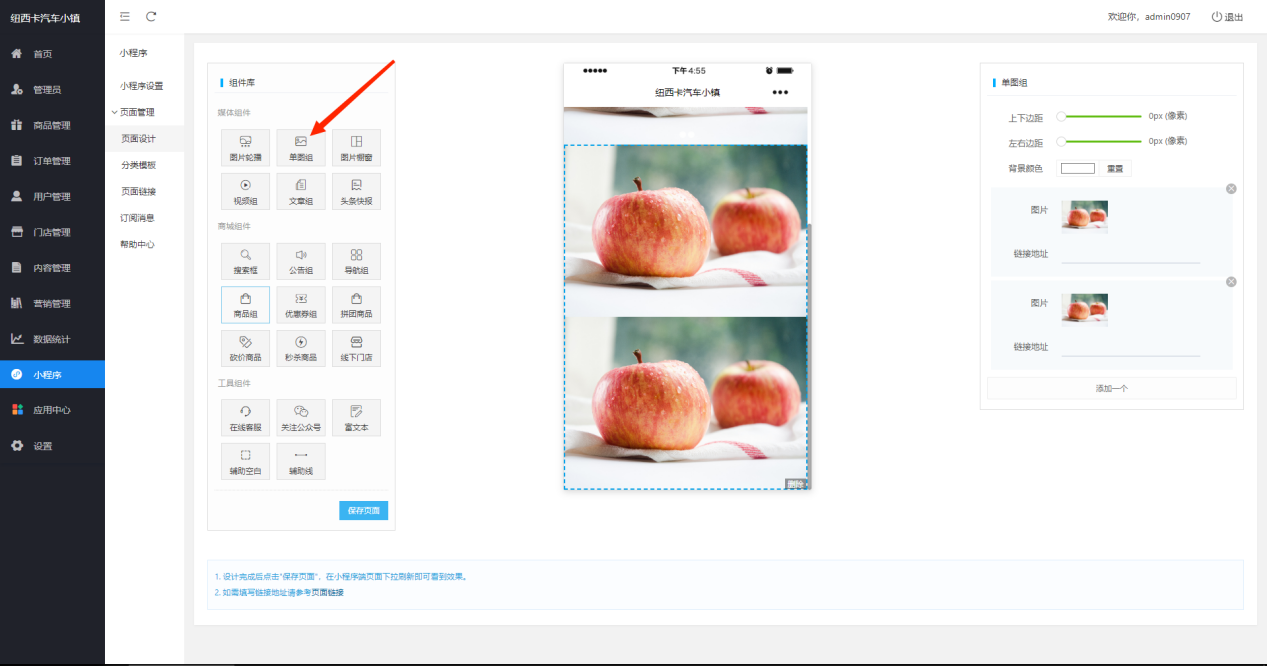 纽西卡汽车小镇
欢迎你，admin0907
退出
首页
管理员
商品管理
订单管理
用户管理
门店管理
内容管理
营销管理
数据统计
小程序
应用中心
设置
小程序
小程序设置
页面管理
页面设计
分类模板
页面链接
订阅消息
帮助中心
组件库
媒体组件
图片轮播
单图组
图片橱窗
视频组
文章组
头条快报
商城组件
搜索框
公告组
导航组
商品组
优惠券组
拼团商品
砍价商品
秒杀商品
线下门店
工具组件
在线客服
关注公众号
富文本
辅助空白
辅助线
保存页面
下午4:55
纽西卡汽车小镇
删除
单图组
上下边距 0px (像素)
左右边距 0px (像素)
背景颜色 重置
图片
链接地址
图片
链接地址
添加一个
1. 设计完成后点击"保存页面"，在小程序端页面下拉刷新即可看到效果。
2. 如需填写链接地址请参考页面链接